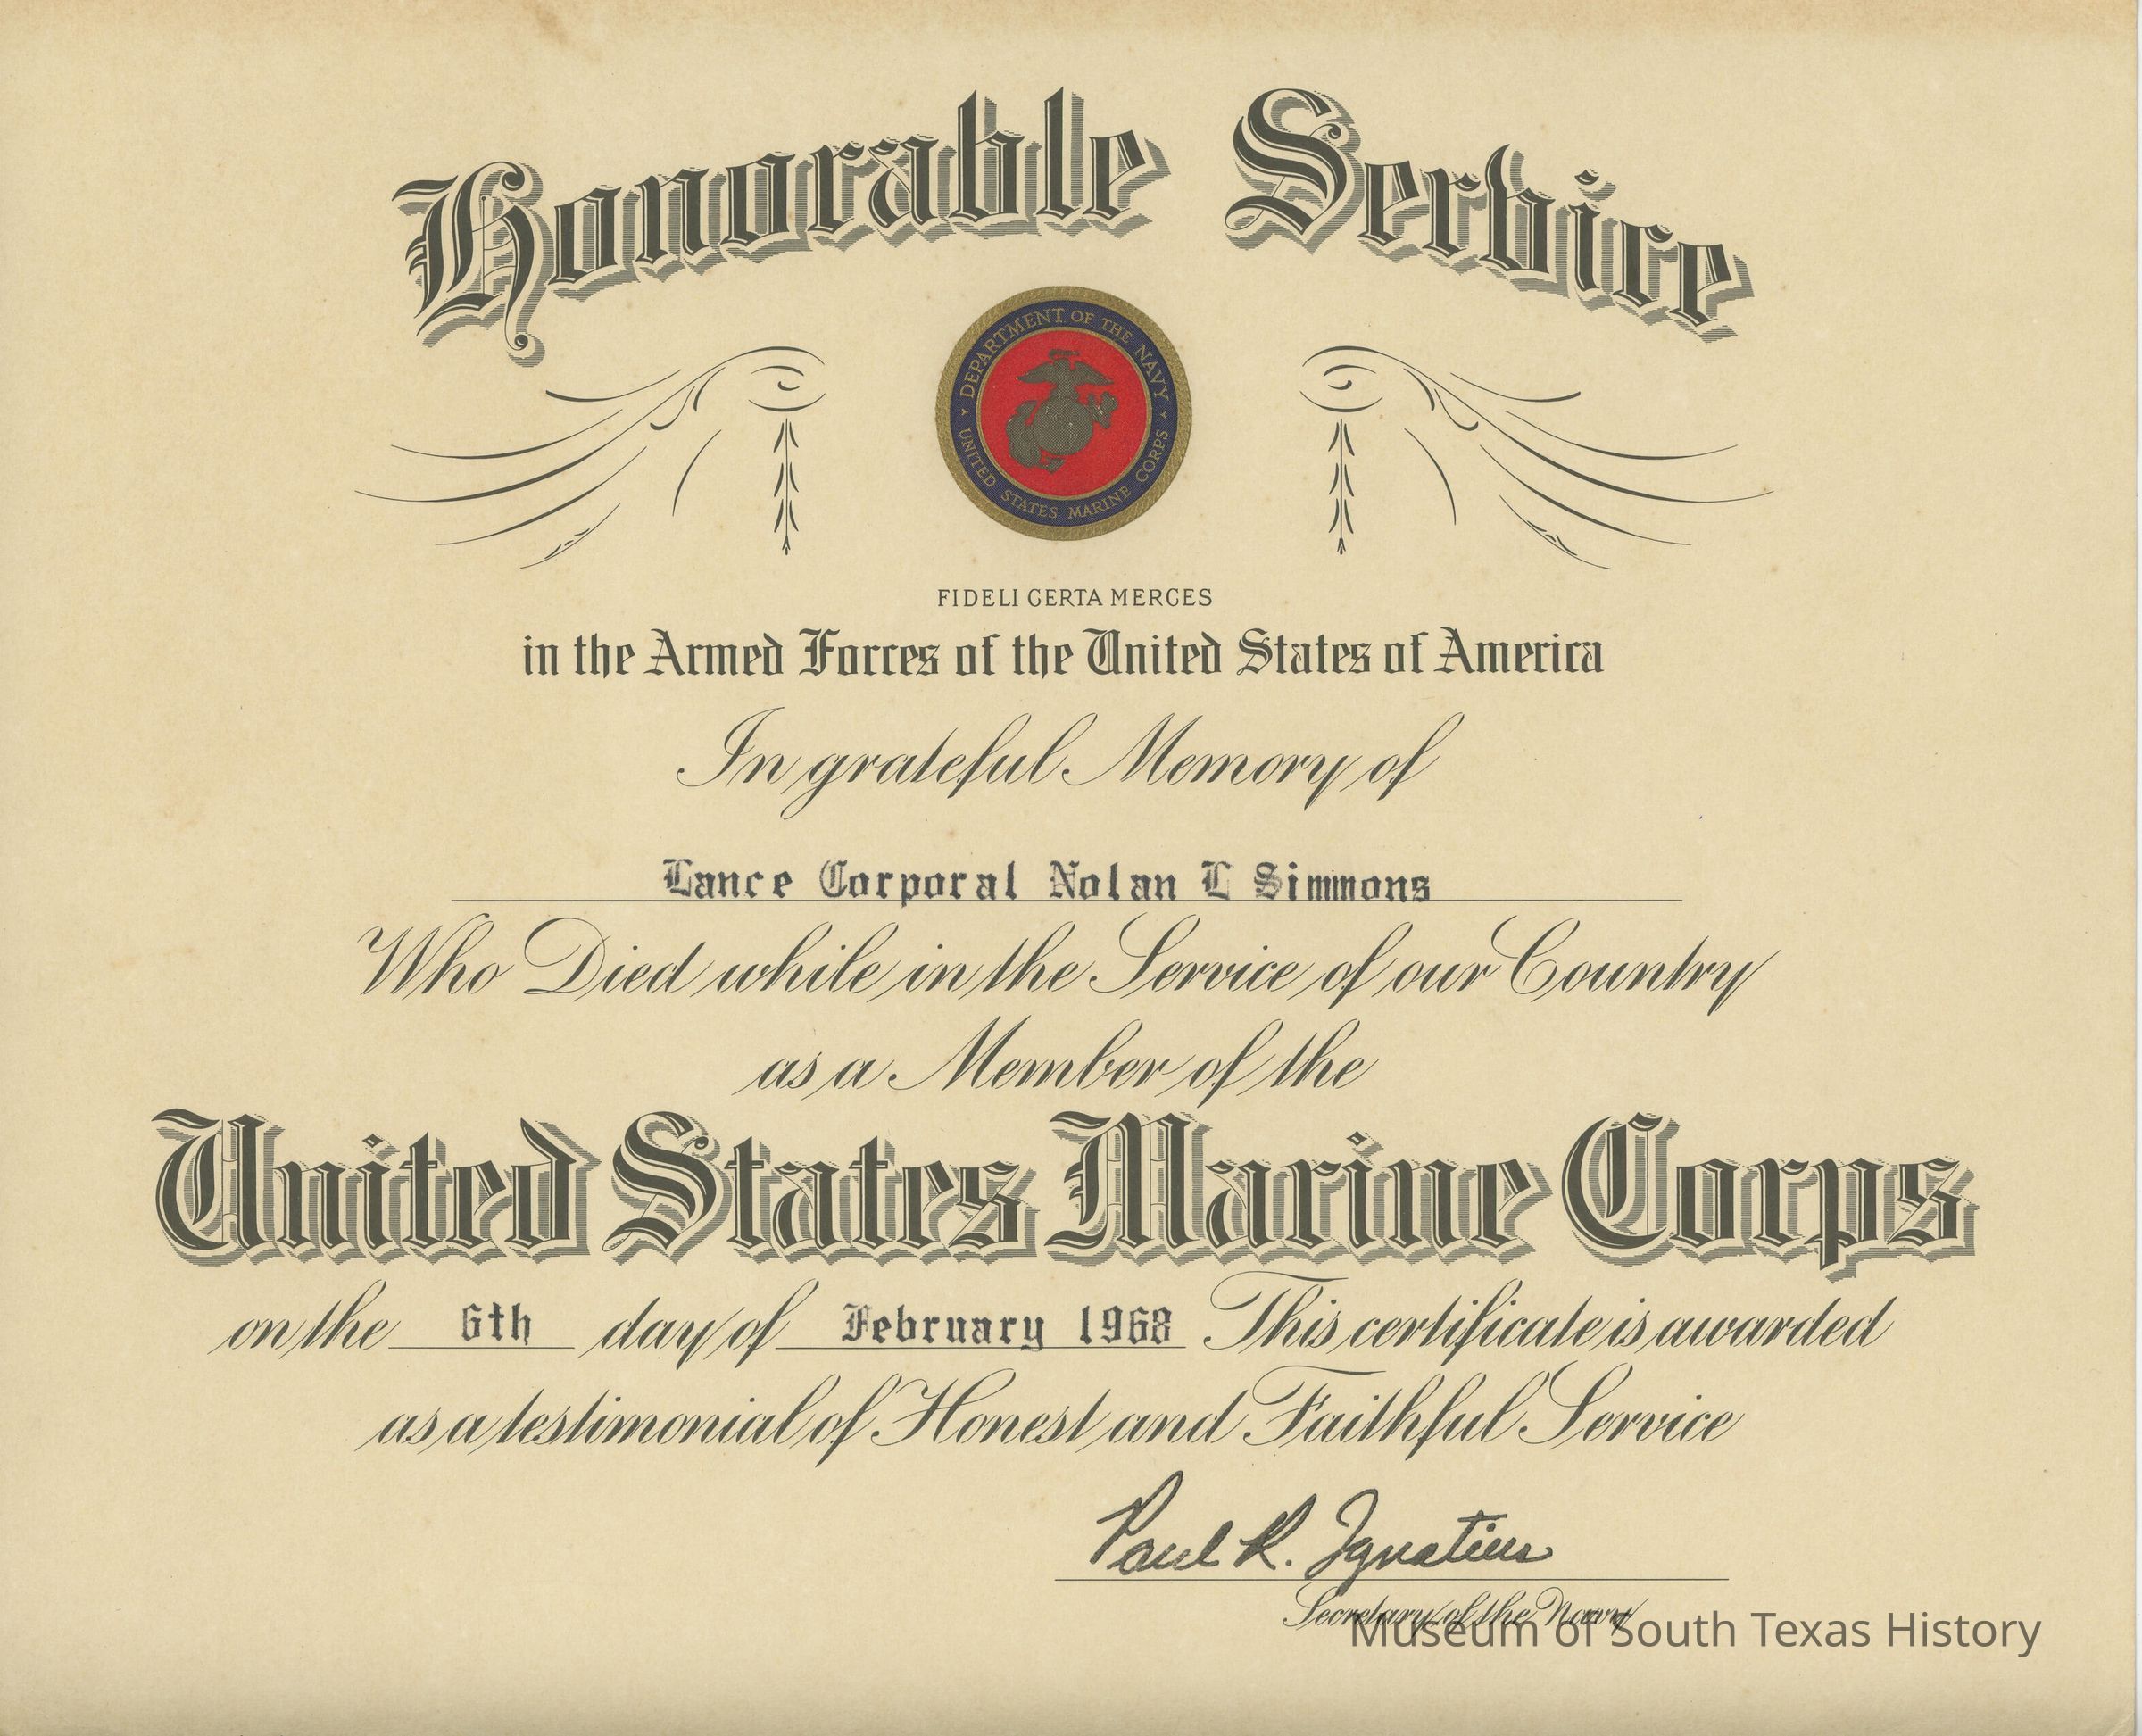 Honorable Service
DEPARTMENT OF THE NAVY
UNITED STATES MARINE CORPS
FIDELI CERTA MERCES
in the Armed Forces of the United States of America
In grateful Memory of
Lance Corporal Nolan L Simmons
Who Died while in the Service of our Country
as a Member of the
United States Marine Corps
on the 6th day of February 1968 This certificate is awarded
as a testimonial of Honest and Faithful Service
Paul R. Ignatius
Secretary of the Navy
Museum of South Texas History